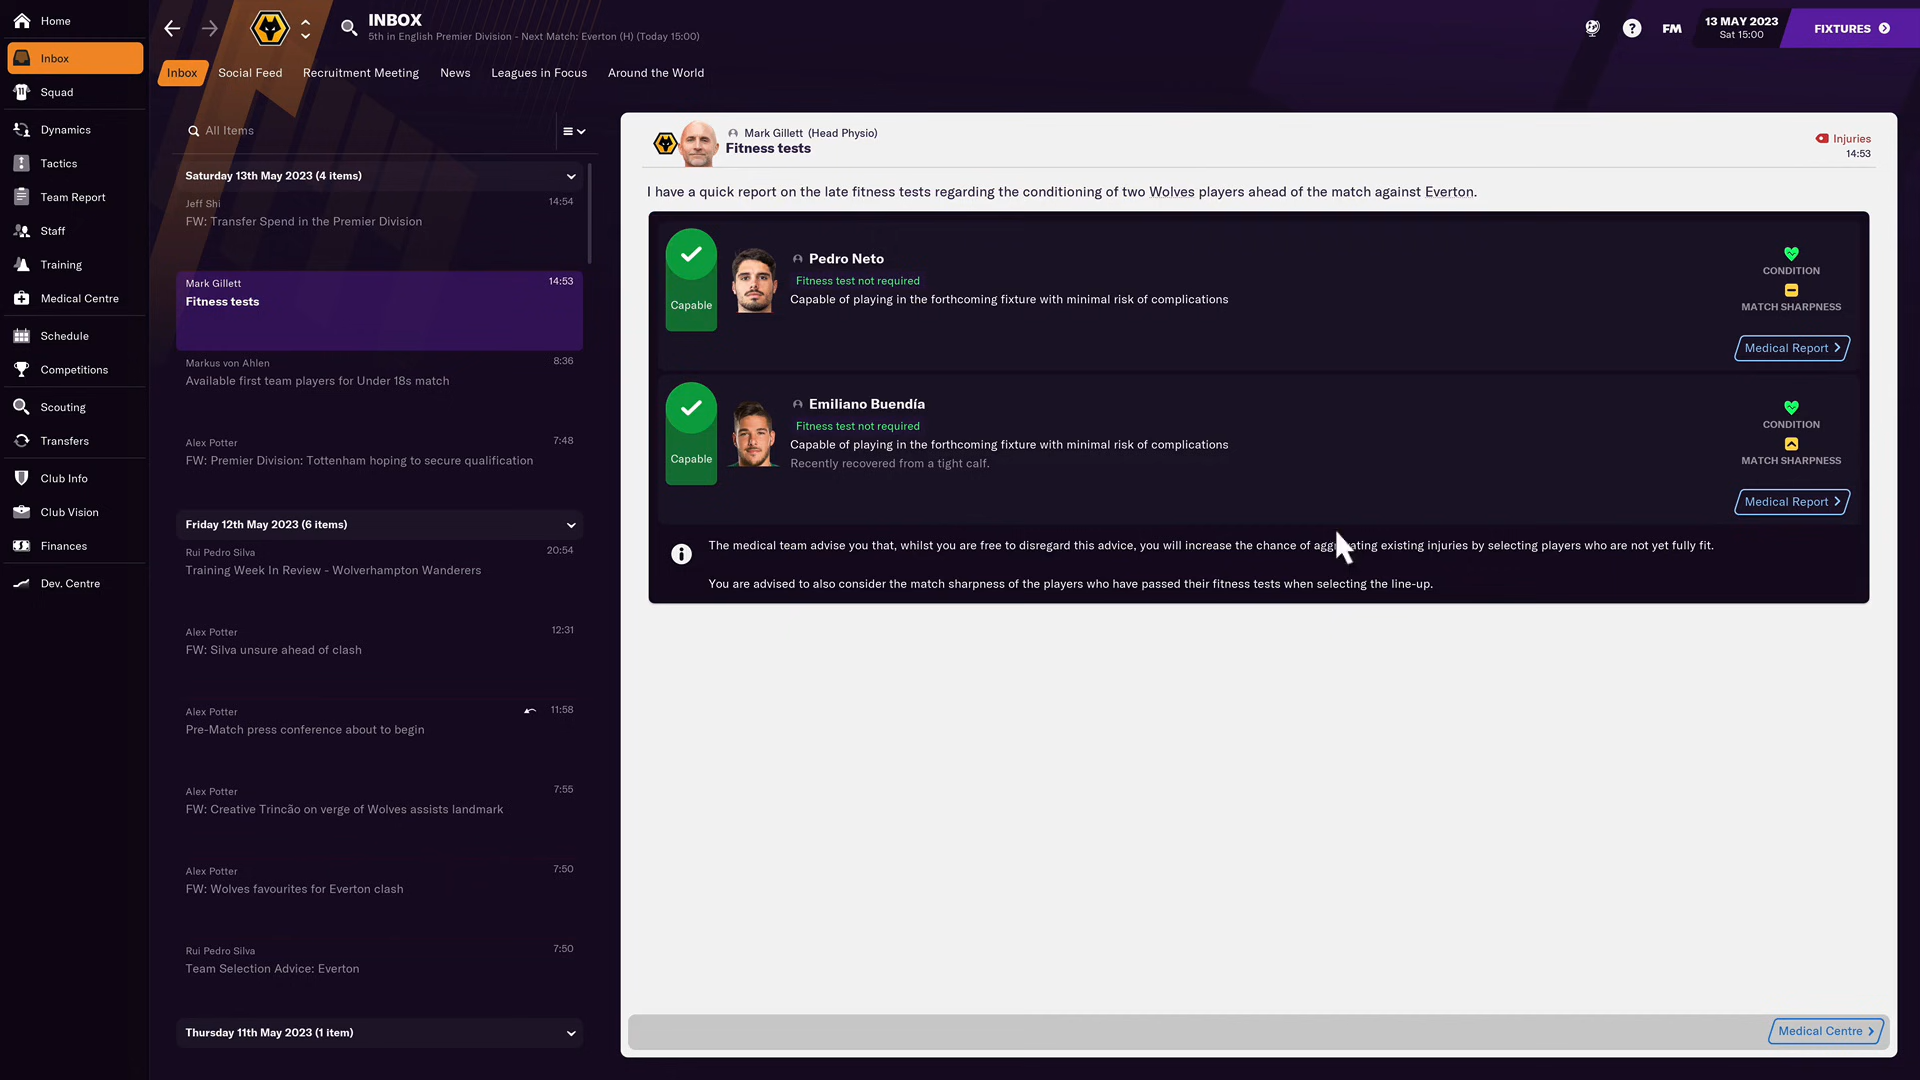 Home
Inbox
Squad
Dynamics
Tactics
Team Report
Staff
Training
Medical Centre
Schedule
Competitions
Scouting
Transfers
Club Info
Club Vision
Finances
Dev. Centre
INBOX
5th in English Premier Division - Next Match: Everton (H) (Today 15:00)
FM
13 MAY 2023
Sat 15:00
FIXTURES
Inbox Social Feed Recruitment Meeting News Leagues in Focus Around the World
All Items
Saturday 13th May 2023 (4 items)
Jeff Shi 14:54
FW: Transfer Spend in the Premier Division
Mark Gillett 14:53
Fitness tests
Markus von Ahlen 8:36
Available first team players for Under 18s match
Alex Potter 7:48
FW: Premier Division: Tottenham hoping to secure qualification
Friday 12th May 2023 (6 items)
Rui Pedro Silva 20:54
Training Week In Review - Wolverhampton Wanderers
Alex Potter 12:31
FW: Silva unsure ahead of clash
Alex Potter 11:58
Pre-Match press conference about to begin
Alex Potter 7:55
FW: Creative Trincão on verge of Wolves assists landmark
Alex Potter 7:50
FW: Wolves favourites for Everton clash
Rui Pedro Silva 7:50
Team Selection Advice: Everton
Thursday 11th May 2023 (1 item)
Mark Gillett (Head Physio)
Fitness tests
Injuries
14:53
I have a quick report on the late fitness tests regarding the conditioning of two Wolves players ahead of the match against Everton.
Capable
Pedro Neto
Fitness test not required
Capable of playing in the forthcoming fixture with minimal risk of complications
CONDITION
MATCH SHARPNESS
Medical Report
Capable
Emiliano Buendía
Fitness test not required
Capable of playing in the forthcoming fixture with minimal risk of complications
Recently recovered from a tight calf.
CONDITION
MATCH SHARPNESS
Medical Report
The medical team advise you that, whilst you are free to disregard this advice, you will increase the chance of existing injuries by selecting players who are not yet fully fit.
You are advised to also consider the match sharpness of the players who have passed their fitness tests when selecting the line-up.
Medical Centre